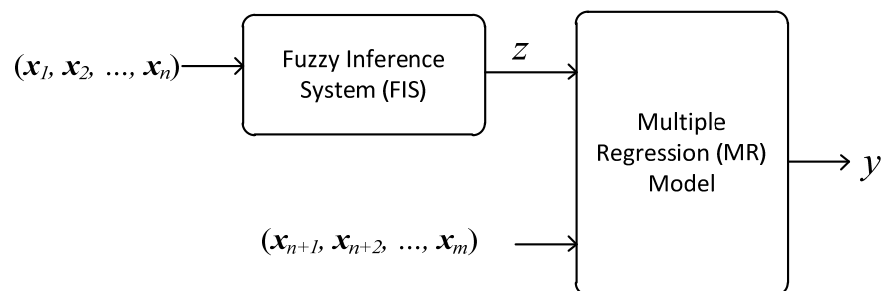 (x1, x2, ..., xn)
Fuzzy Inference
System (FIS)
z
Multiple
Regression (MR)
Model
y
(xn+1, xn+2, ..., xm)